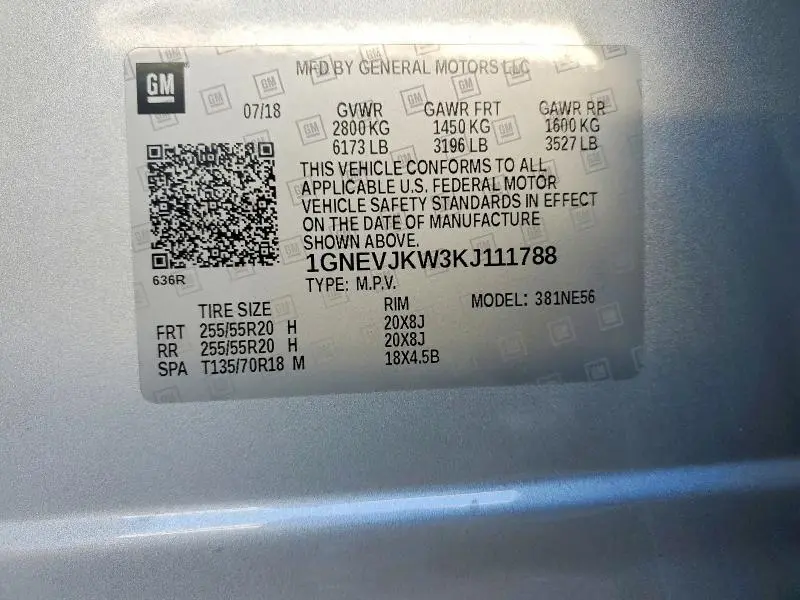 GM
MFD BY GENERAL MOTORS LLC
07/18 GVWR GAWR FRT GAWR RR
2800 KG 1450 KG 1600 KG
6173 LB 3196 LB 3527 LB
THIS VEHICLE CONFORMS TO ALL
APPLICABLE U.S. FEDERAL MOTOR
VEHICLE SAFETY STANDARDS IN EFFECT
ON THE DATE OF MANUFACTURE
SHOWN ABOVE.
1GNEVJKW3KJ111788
636R
TYPE: M.P.V. MODEL: 381NE56
TIRE SIZE RIM
FRT 255/55R20 H 20X8J
RR 255/55R20 H 20X8J
SPA T135/70R18 M 18X4.5B